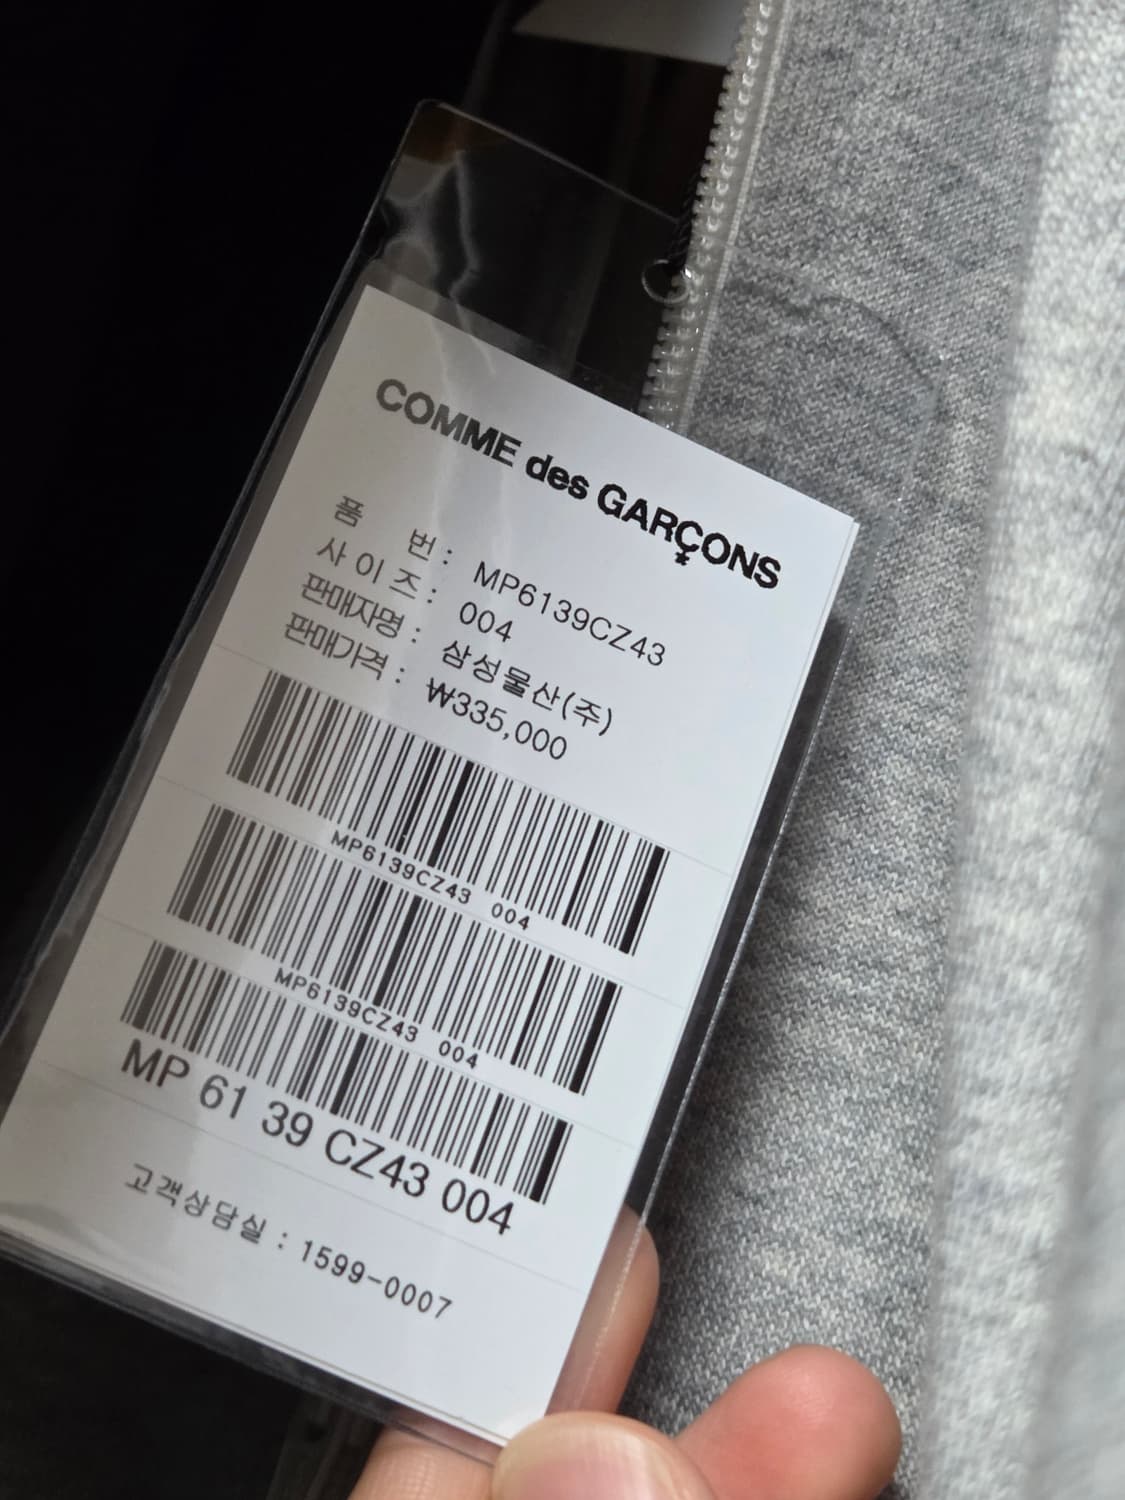 COMME des GARÇONS
품 번 : MP6139CZ43
사 이 즈 : 004
판매자명 : 삼성물산(주)
판매가격 : ₩335,000
MP6139CZ43 004
MP6139CZ43 004
MP 61 39 CZ43 004
고객상담실 : 1599-0007